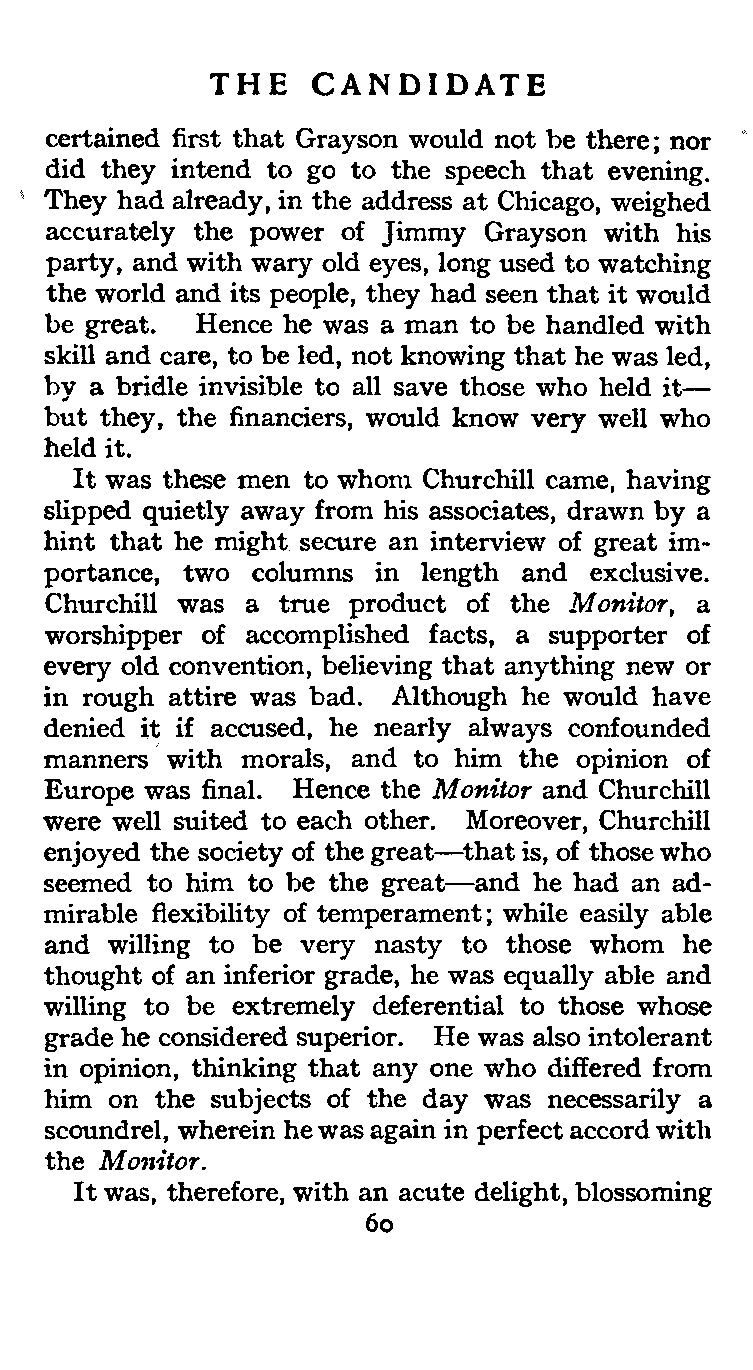 THE CANDIDATE
certained first that Grayson would not be there; nor
did they intend to go to the speech that evening.
They had already, in the address at Chicago, weighed
accurately the power of Jimmy Grayson with his
party, and with wary old eyes, long used to watching
the world and its people, they had seen that it would
be great. Hence he was a man to be handled with
skill and care, to be led, not knowing that he was led,
by a bridle invisible to all save those who held it—
but they, the financiers, would know very well who
held it.
It was these men to whom Churchill came, having
slipped quietly away from his associates, drawn by a
hint that he might secure an interview of great im-
portance, two columns in length and exclusive.
Churchill was a true product of the Monitor, a
worshipper of accomplished facts, a supporter of
every old convention, believing that anything new or
in rough attire was bad. Although he would have
denied it if accused, he nearly always confounded
manners with morals, and to him the opinion of
Europe was final. Hence the Monitor and Churchill
were well suited to each other. Moreover, Churchill
enjoyed the society of the great—that is, of those who
seemed to him to be the great—and he had an ad-
mirable flexibility of temperament; while easily able
and willing to be very nasty to those whom he
thought of an inferior grade, he was equally able and
willing to be extremely deferential to those whose
grade he considered superior. He was also intolerant
in opinion, thinking that any one who differed from
him on the subjects of the day was necessarily a
scoundrel, wherein he was again in perfect accord with
the Monitor.
It was, therefore, with an acute delight, blossoming
60